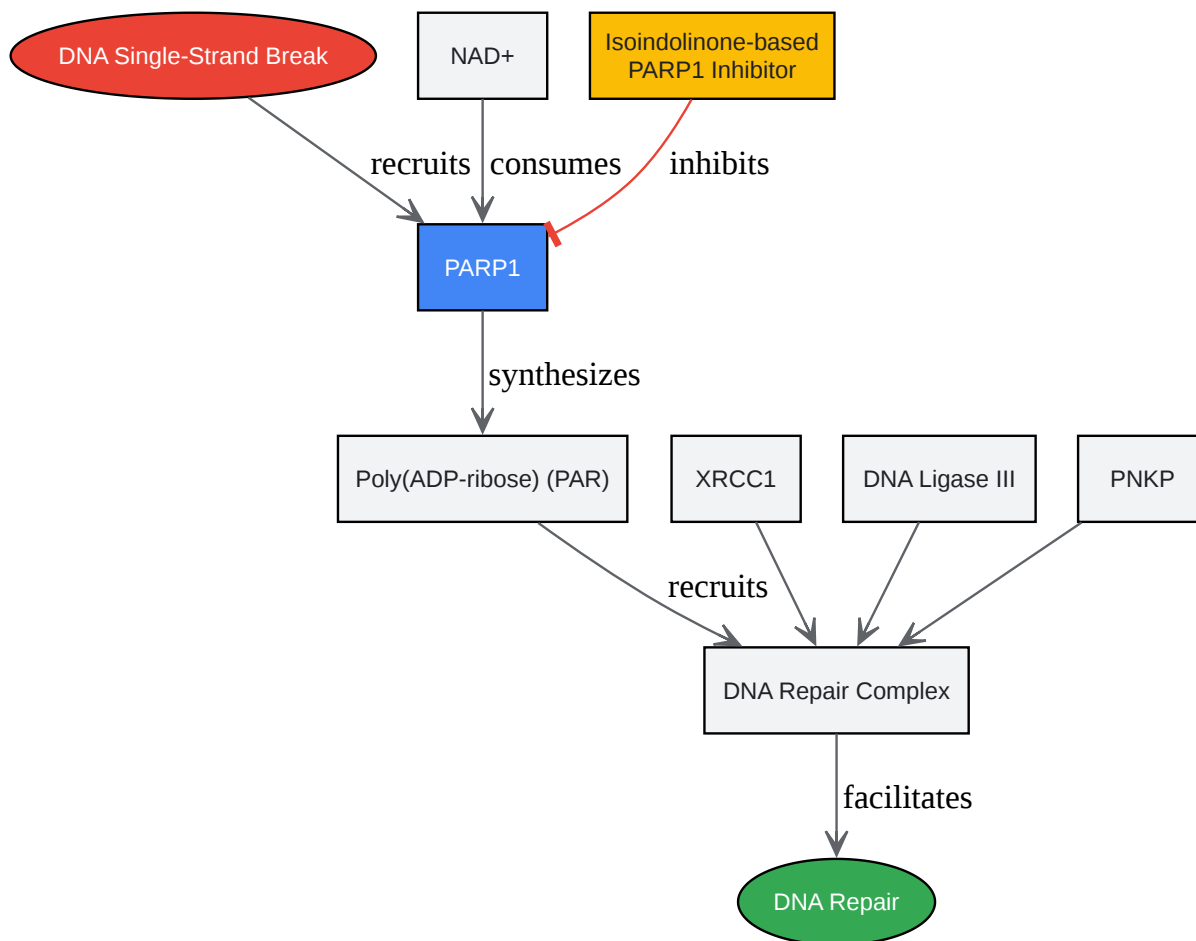 DNA Single-Strand Break
NAD+
Isoindolinone-based
PARP1 Inhibitor
recruits
consumes
inhibits
PARP1
synthesizes
Poly(ADP-ribose) (PAR)
XRCC1
DNA Ligase III
PNKP
recruits
DNA Repair Complex
facilitates
DNA Repair